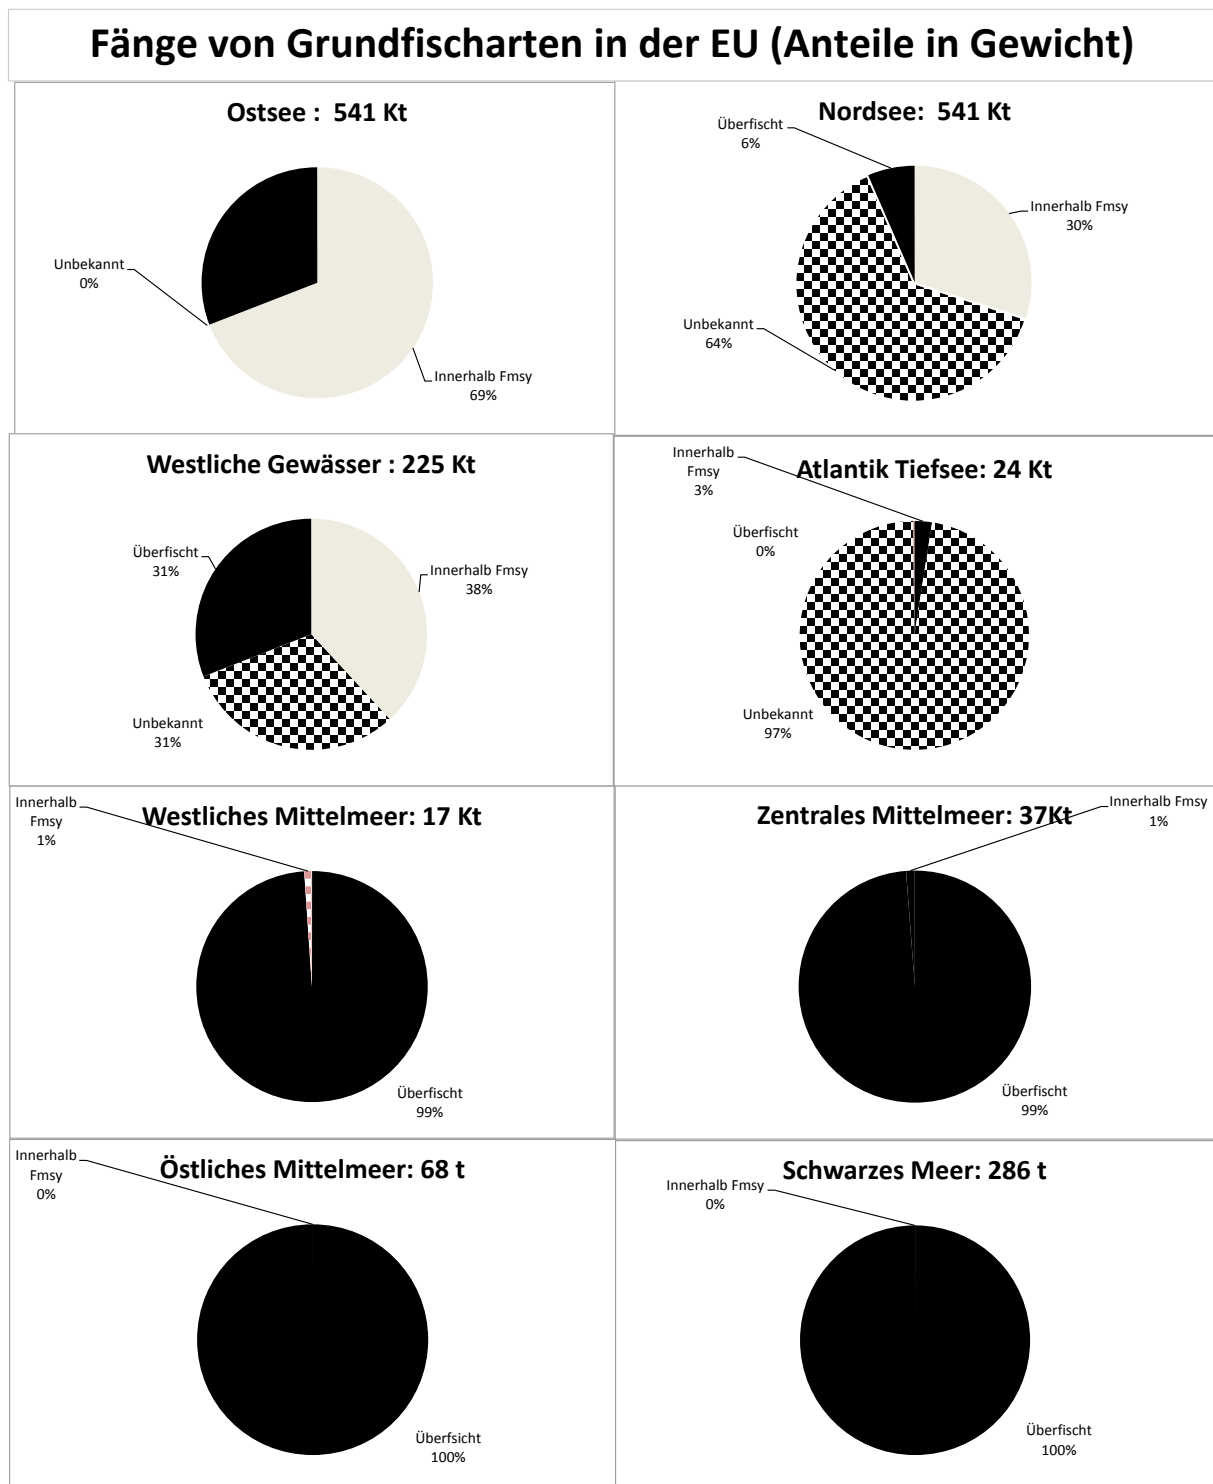 Fänge von Grundfischarten in der EU (Anteile in Gewicht)
Ostsee : 541 Kt
Unbekannt
0%
Innerhalb Fmsy
69%
Nordsee: 541 Kt
Überfischt
6%
Innerhalb Fmsy
30%
Unbekannt
64%
Westliche Gewässer : 225 Kt
Überfischt
31%
Innerhalb Fmsy
38%
Unbekannt
31%
Atlantik Tiefsee: 24 Kt
Innerhalb
Fmsy
3%
Überfischt
0%
Unbekannt
97%
Westliches Mittelmeer: 17 Kt
Innerhalb
Fmsy
1%
Überfischt
99%
Zentrales Mittelmeer: 37Kt
Innerhalb Fmsy
1%
Überfischt
99%
Östliches Mittelmeer: 68 t
Innerhalb
Fmsy
0%
Überfsicht
100%
Schwarzes Meer: 286 t
Innerhalb Fmsy
0%
Überfischt
100%